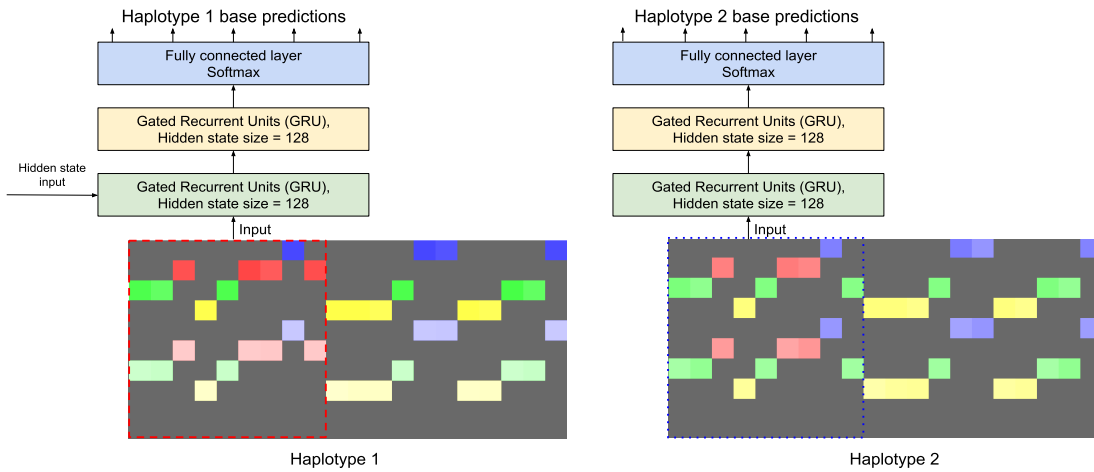 Haplotype 1 base predictions
Fully connected layer
Softmax
Gated Recurrent Units (GRU),
Hidden state size = 128
Hidden state
input
Gated Recurrent Units (GRU),
Hidden state size = 128
Input
Haplotype 1
Haplotype 2 base predictions
Fully connected layer
Softmax
Gated Recurrent Units (GRU),
Hidden state size = 128
Gated Recurrent Units (GRU),
Hidden state size = 128
Input
Haplotype 2